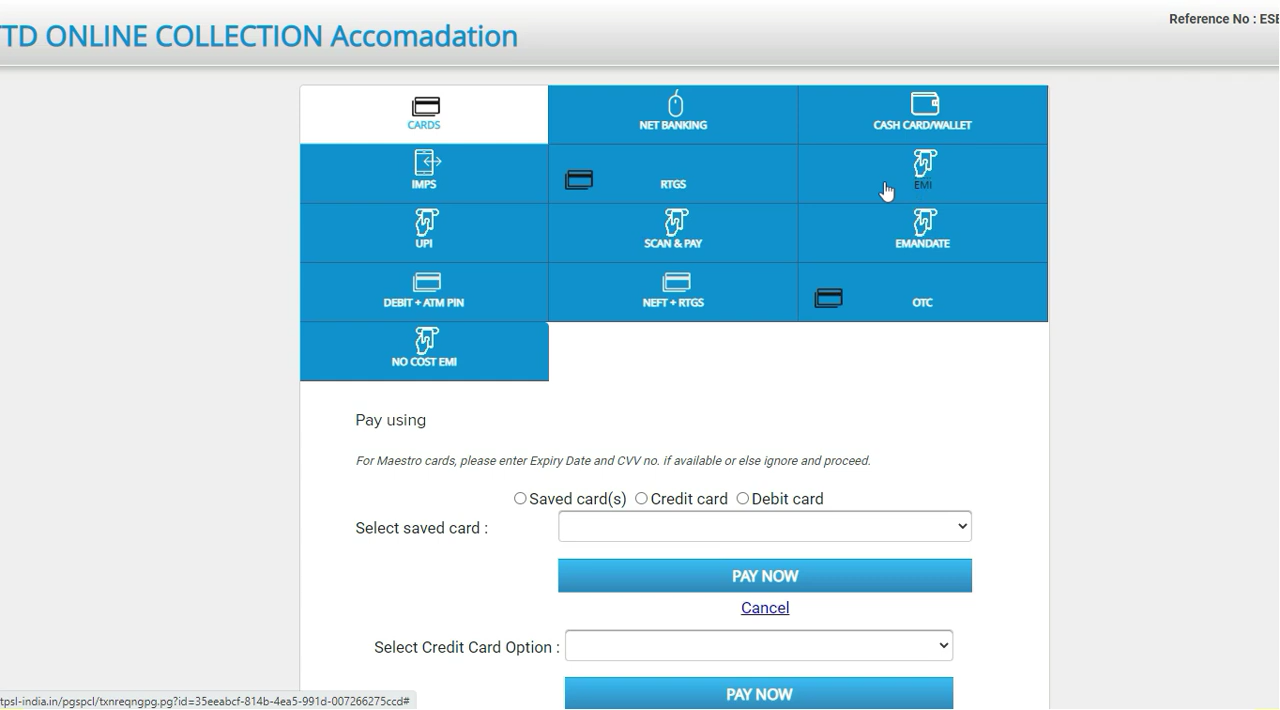 Reference No : ESE
TD ONLINE COLLECTION Accomadation
CARDS
NET BANKING
CASH CARD/WALLET
IMPS
RTGS
EMI
UPI
SCAN & PAY
EMANDATE
DEBIT + ATM PIN
NEFT + RTGS
OTC
NO COST EMI
Pay using
For Maestro cards, please enter Expiry Date and CVV no. if available or else ignore and proceed.
Saved card(s) Credit card Debit card
Select saved card :
PAY NOW
Cancel
Select Credit Card Option :
PAY NOW
tpsl-india.in/pgspcl/txnreqngpg.pg?id=35eeabcf-814b-4ea5-991d-007266275ccd#